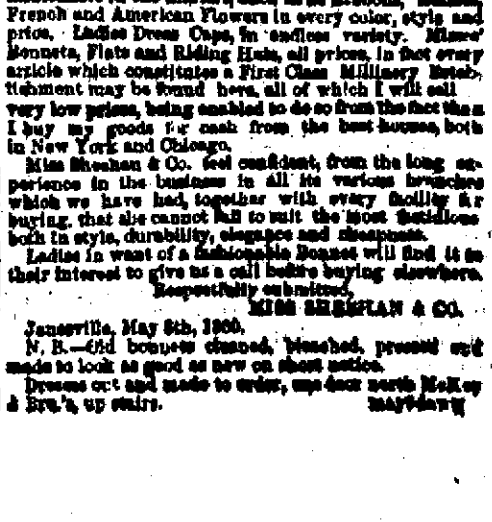 French and American Flowers in every color, style and
price. Ladies Dress Caps, in endless variety. Misses'
Bonnets, Flats and Riding Hats, all prices, in fact every
article which constitutes a First Class Millinery Estab-
tishment may be found here, all of which I will sell
very low prices, being enabled to do so from the fact that
I buy my goods for cash from the best houses, both
in New York and Chicago.
Miss Sheehan & Co. feel confident, from the long ex-
perience in the business in all its various branches
which we have had, together with every facility for
buying, that she cannot fail to suit the most fastidious
both in style, durability, elegance and cheapness.
Ladies in want of a fashionable Bonnet will find it to
their interest to give us a call before buying elsewhere.
Respectfully submitted,
MISS SHEEHAN & CO.
Janesville, May 8th, 1860.
N. B.—Old bonnets cleaned, bleached, pressed and
made to look as good as new on short notice.
Dresses cut and made to order, one door north McKey
& Bro.'s, up stairs.